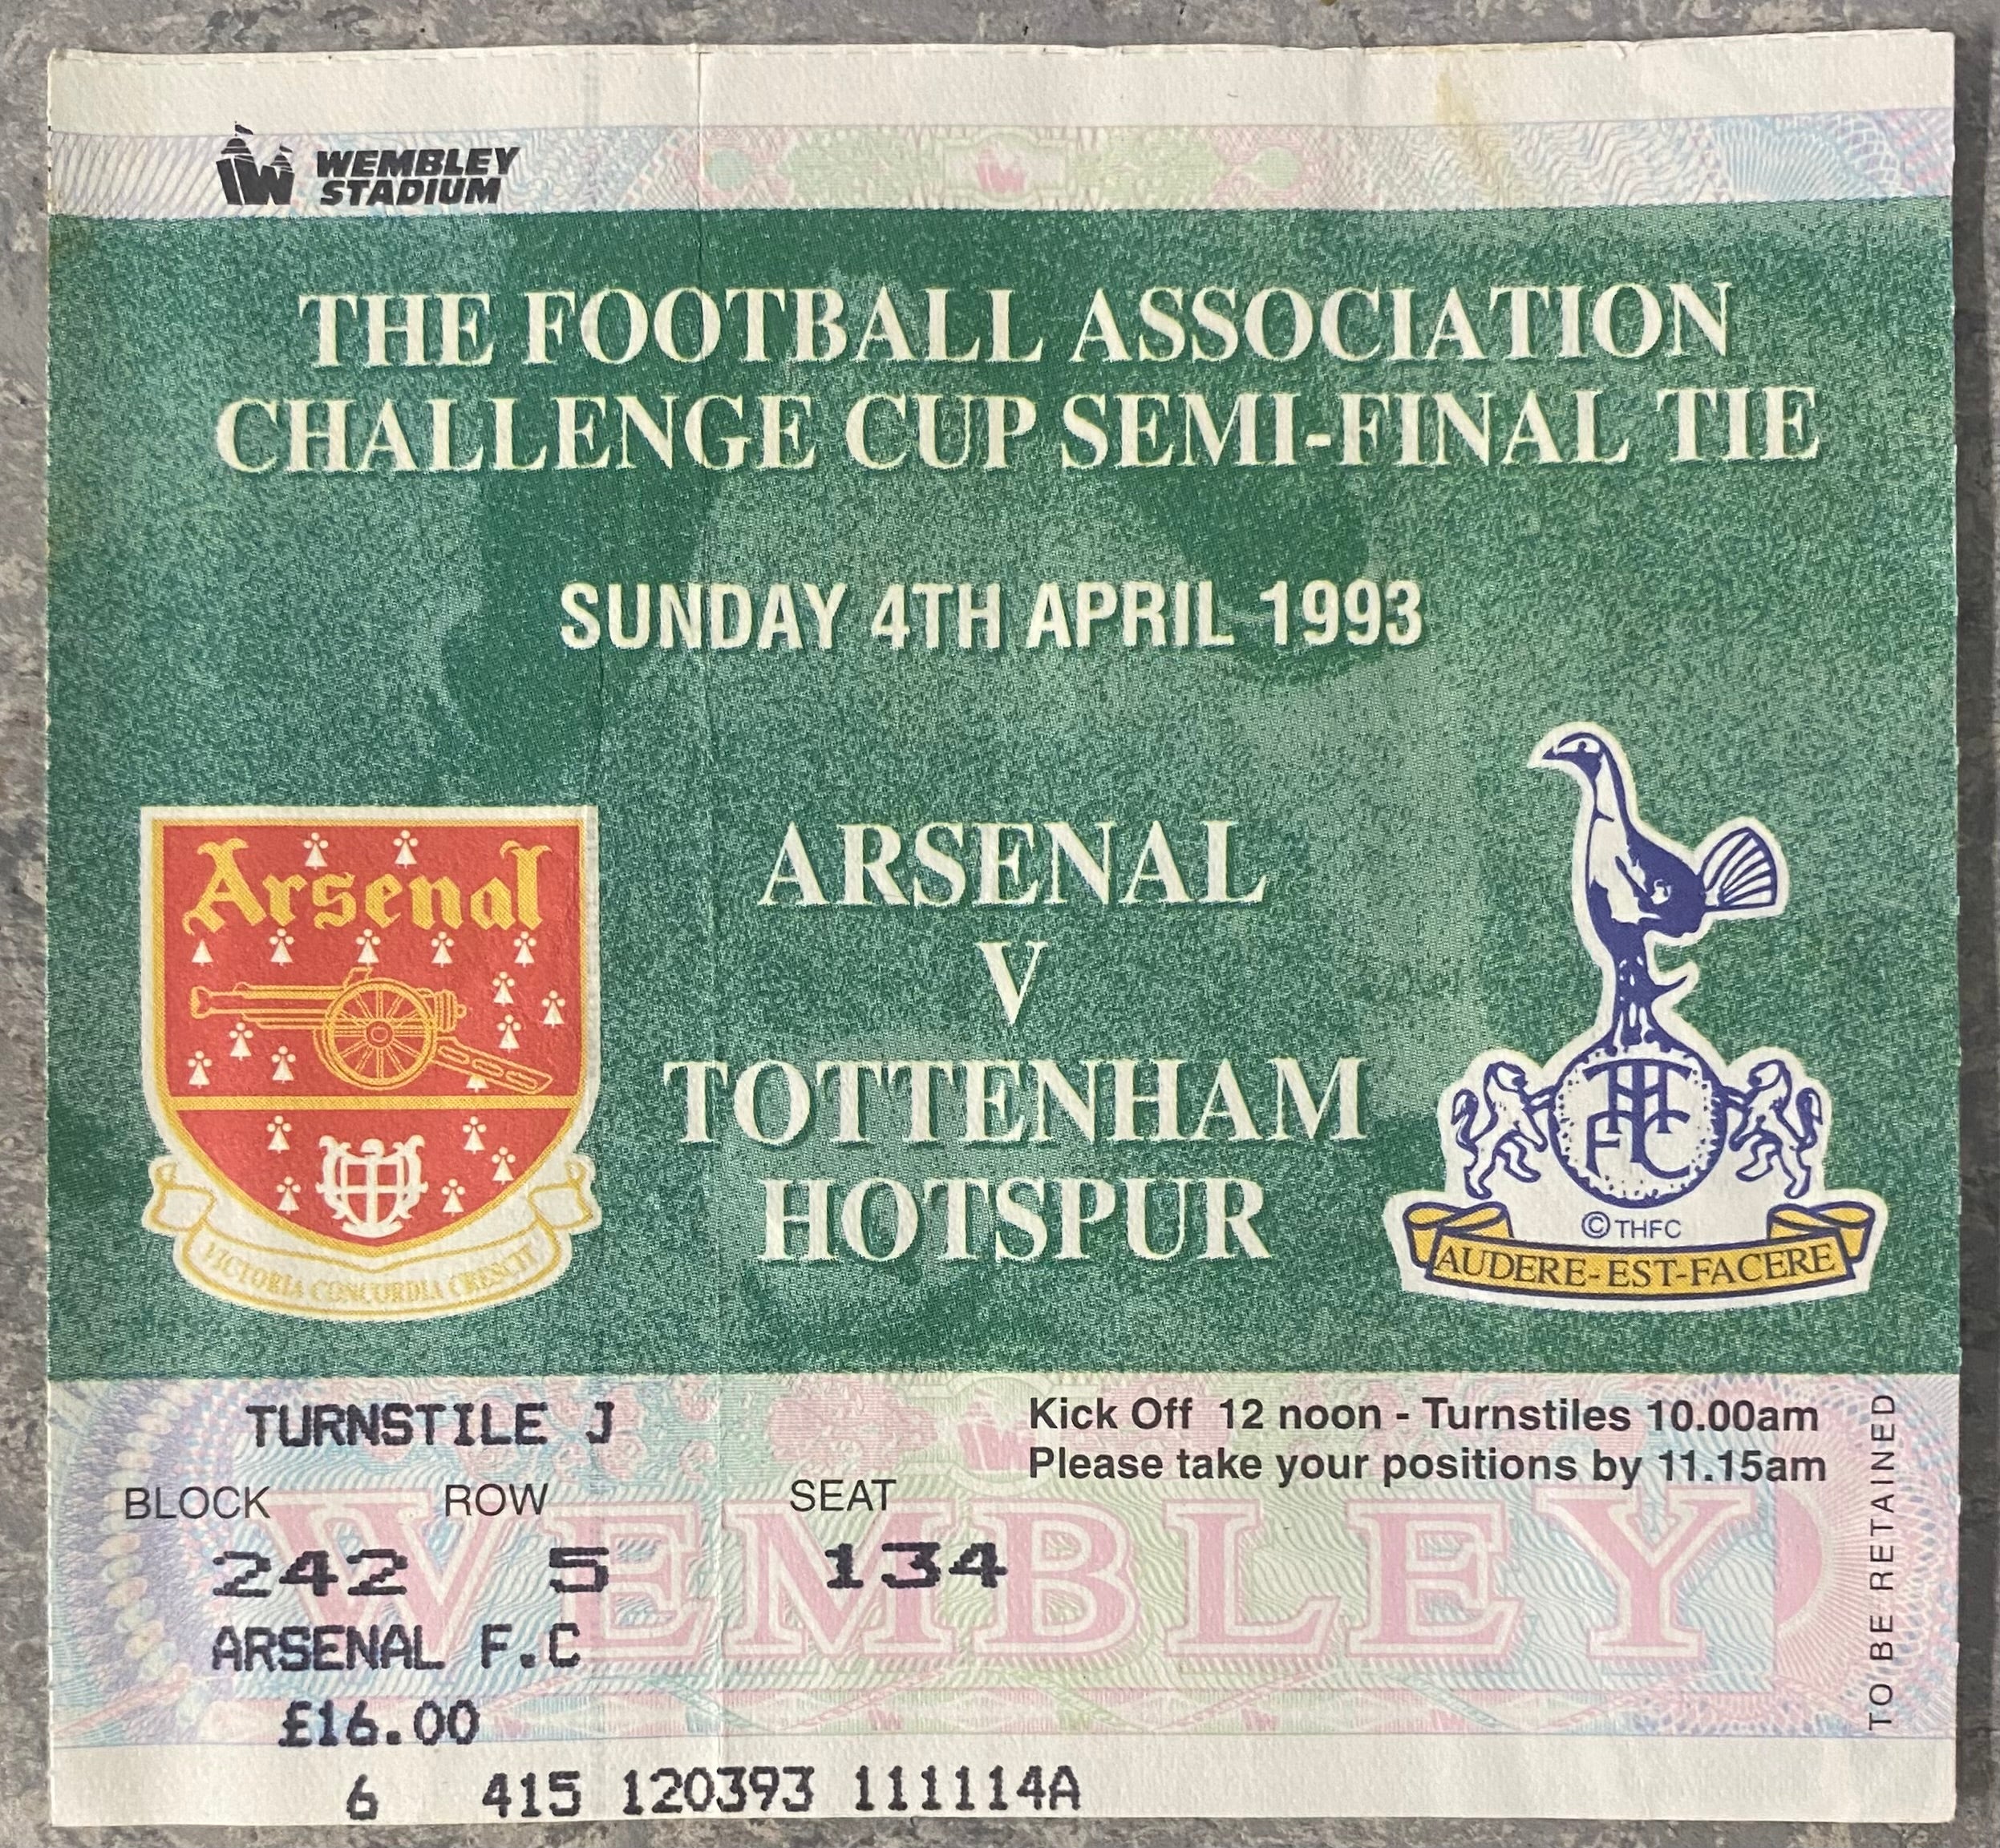 WEMBLEY
STADIUM
THE FOOTBALL ASSOCIATION
CHALLENGE CUP SEMI-FINAL TIE
SUNDAY 4TH APRIL 1993
Arsenal
VICTORIA CONCORDIA CRESCIT
ARSENAL
V
TOTTENHAM
HOTSPUR
THFC
© THFC
AUDERE-EST-FACERE
TURNSTILE J
Kick Off 12 noon - Turnstiles 10.00am
Please take your positions by 11.15am
BLOCK ROW SEAT
242 5 134
ARSENAL F.C
£16.00
6 415 120393 111114A
WEMBLEY
TO BE RETAINED